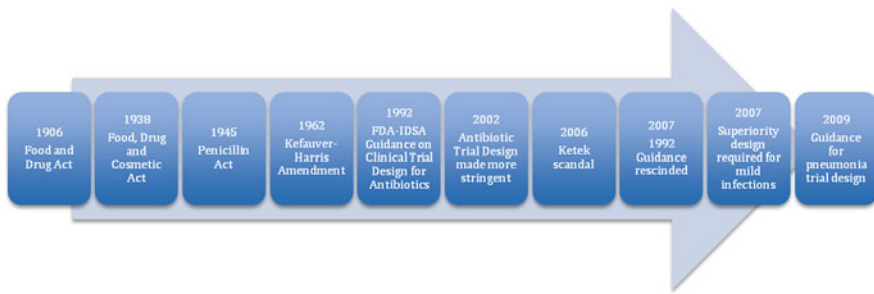 1906
Food and Drug Act
1938
Food, Drug
and
Cosmetic
Act
1945
Penicillin
Act
1962
Kefauver-
Harris
Amendment
1992
FDA-IDSA
Guidance on
Clinical Trial
Design for
Antibiotics
2002
Antibiotic
Trial Design
made more
stringent
2006
Ketek
scandal
2007
1992
Guidance
rescinded
2007
Superiority
design
required for
mild
infections
2009
Guidance
for
pneumonia
trial design